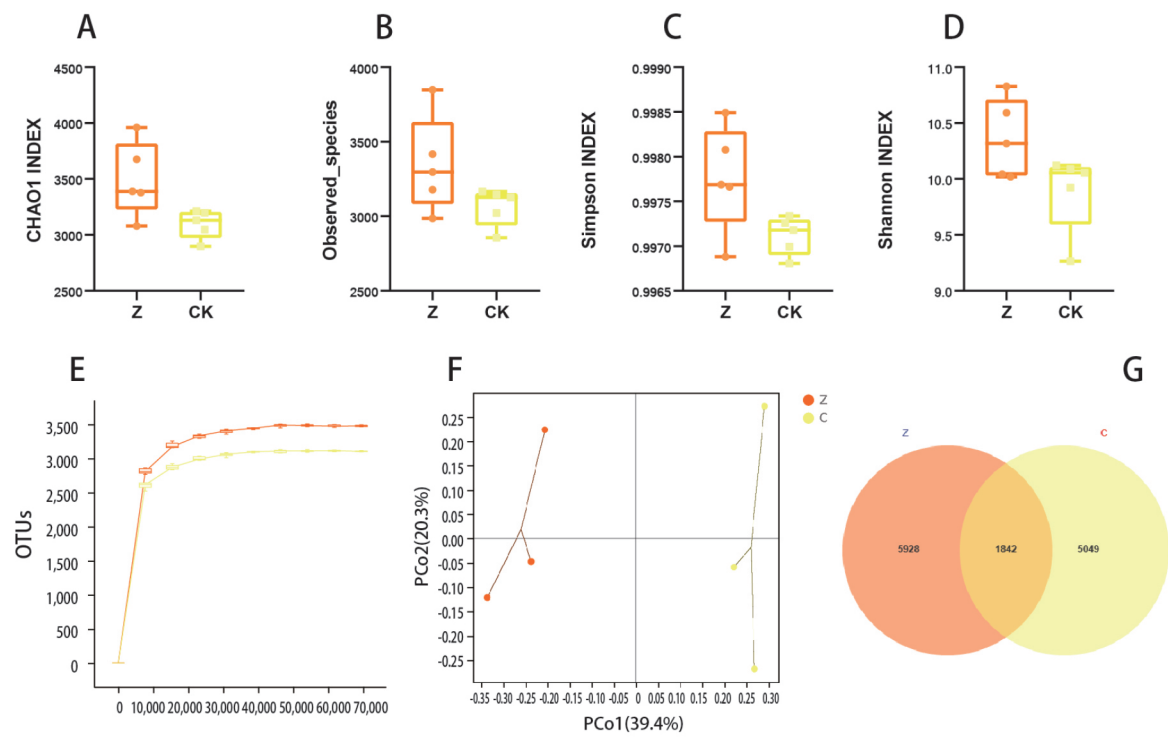 A
B
C
D
CHAO1 INDEX
4500
4000
3500
3000
2500
Z CK
Observed_species
4000
3500
3000
2500
Z CK
Simpson INDEX
0.9990
0.9985
0.9980
0.9975
0.9970
0.9965
Z CK
Shannon INDEX
11.0
10.5
10.0
9.5
9.0
Z CK
E
OTUs
3,500
3,000
2,500
2,000
1,500
1,000
500
0
0 10,000 20,000 30,000 40,000 50,000 60,000 70,000
F
PCo2(20.3%)
0.25
0.20
0.15
0.10
0.05
0.00
-0.05
-0.10
-0.15
-0.20
-0.25
-0.35 -0.30 -0.25 -0.20 -0.15 -0.10 -0.05 0 0.05 0.10 0.15 0.20 0.25 0.30
PCo1(39.4%)
Z
C
G
Z
C
5928
1842
5049